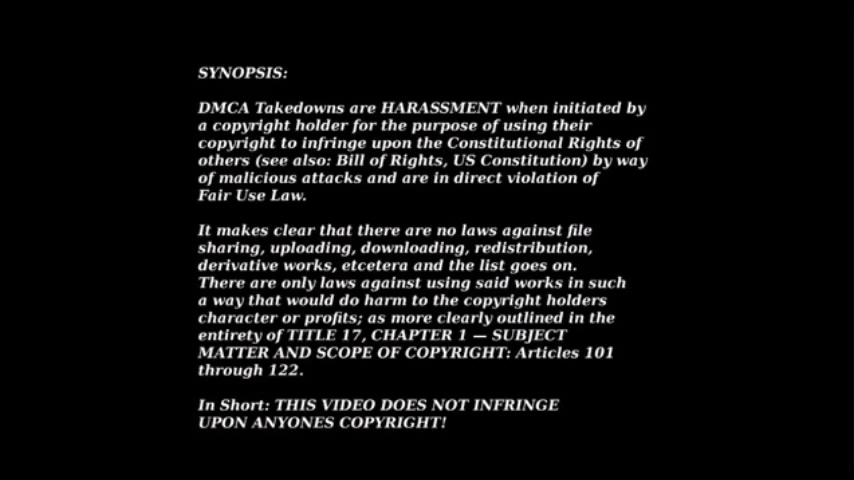 SYNOPSIS:
DMCA Takedowns are HARASSMENT when initiated by
a copyright holder for the purpose of using their
copyright to infringe upon the Constitutional Rights of
others (see also: Bill of Rights, US Constitution) by way
of malicious attacks and are in direct violation of
Fair Use Law.
It makes clear that there are no laws against file
sharing, uploading, downloading, redistribution,
derivative works, etcetera and the list goes on.
There are only laws against using said works in such
a way that would do harm to the copyright holders
character or profits; as more clearly outlined in the
entirety of TITLE 17, CHAPTER 1 — SUBJECT
MATTER AND SCOPE OF COPYRIGHT: Articles 101
through 122.
In Short: THIS VIDEO DOES NOT INFRINGE
UPON ANYONES COPYRIGHT!